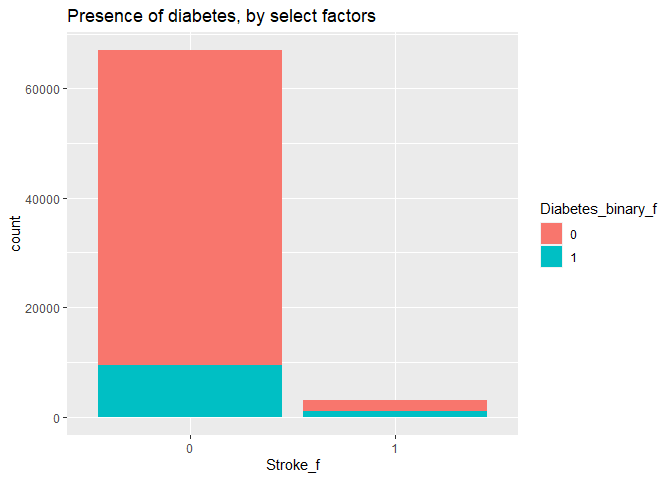 Presence of diabetes, by select factors
60000
40000
20000
0
count
0
1
Stroke_f
Diabetes_binary_f
0
1